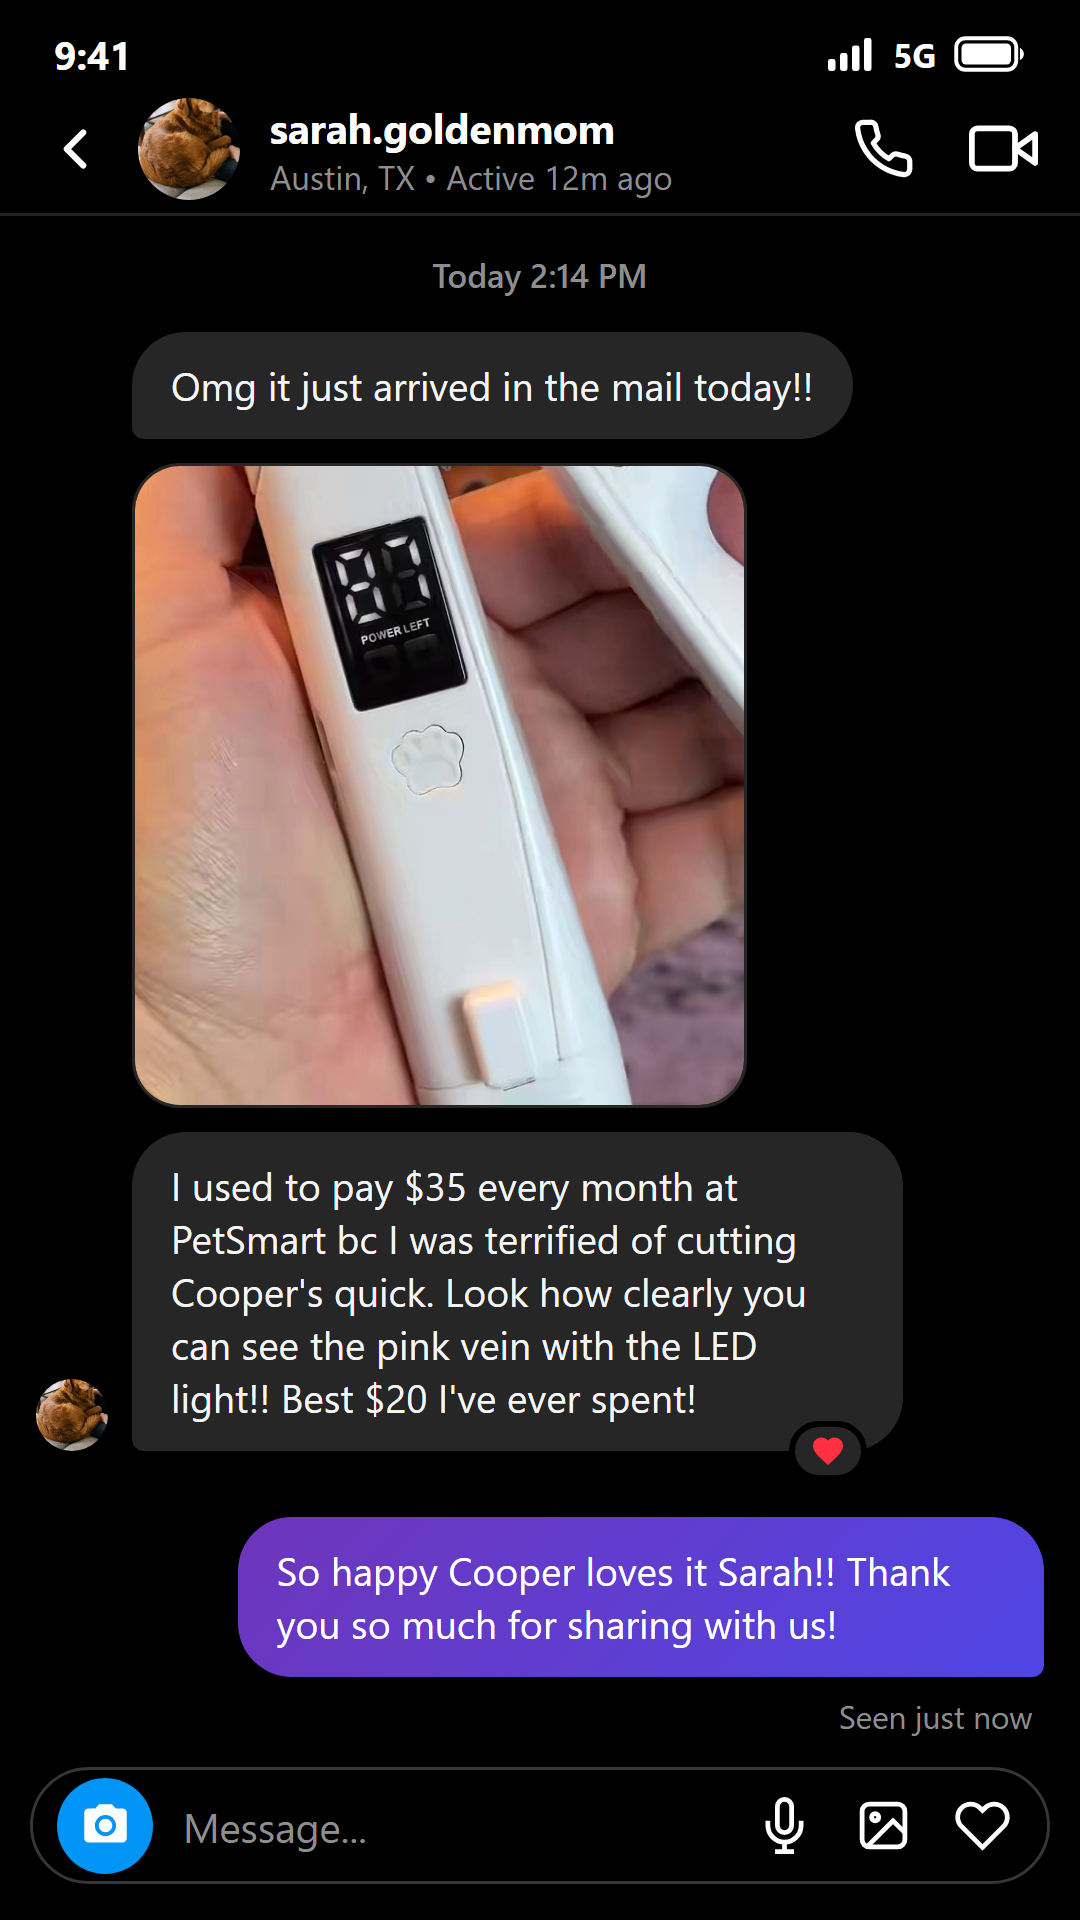 9:41
5G
sarah.goldenmom
Austin, TX • Active 12m ago
Today 2:14 PM
Omg it just arrived in the mail today!!
POWER LEFT
I used to pay $35 every month at
PetSmart bc I was terrified of cutting
Cooper's quick. Look how clearly you
can see the pink vein with the LED
light!! Best $20 I've ever spent!
So happy Cooper loves it Sarah!! Thank
you so much for sharing with us!
Seen just now
Message...